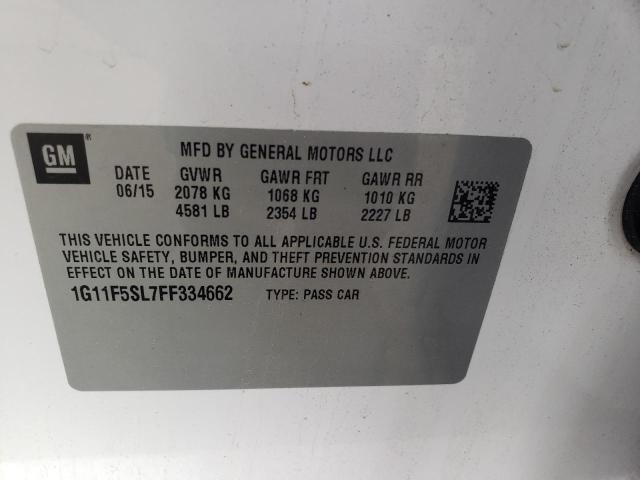 GM®
MFD BY GENERAL MOTORS LLC
DATE GVWR GAWR FRT GAWR RR
06/15 2078 KG 1068 KG 1010 KG
4581 LB 2354 LB 2227 LB
THIS VEHICLE CONFORMS TO ALL APPLICABLE U.S. FEDERAL MOTOR
VEHICLE SAFETY, BUMPER, AND THEFT PREVENTION STANDARDS IN
EFFECT ON THE DATE OF MANUFACTURE SHOWN ABOVE.
1G11F5SL7FF334662 TYPE: PASS CAR